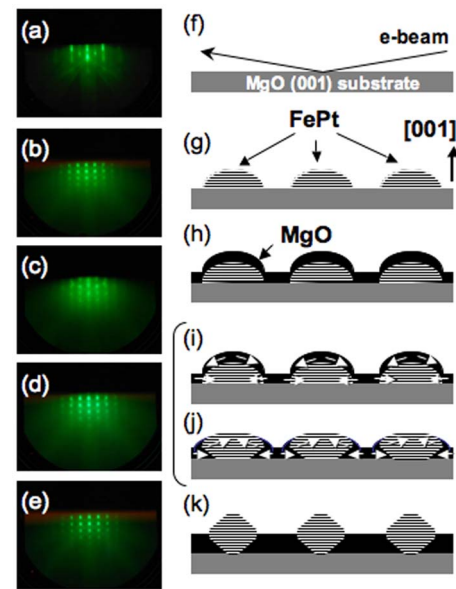 (a)
(b)
(c)
(d)
(e)
(f)
e-beam
MgO (001) substrate
FePt
(g)
[001]
(h)
MgO
(i)
(j)
(k)